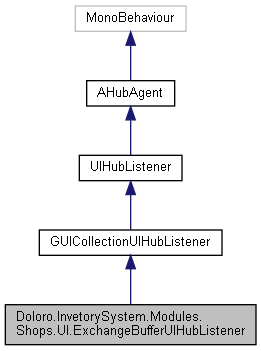 MonoBehaviour
AHubAgent
UIHubListener
GUICollectionUIHubListener
Doloro.InvetorySystem.Modules.
Shops.UI.ExchangeBufferUIHubListener